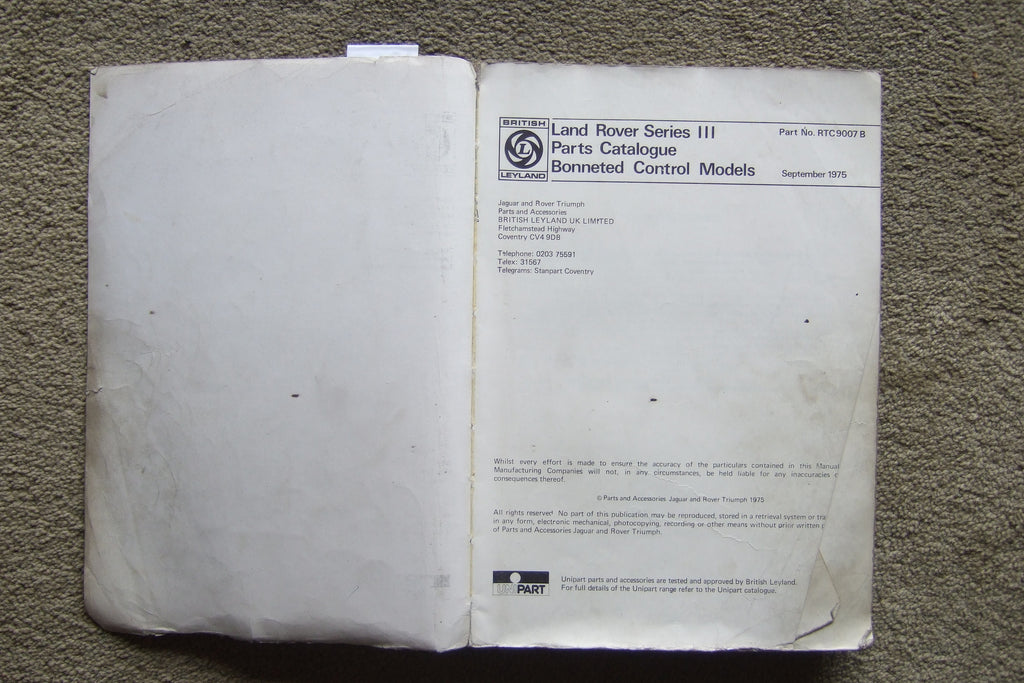 BRITISH
L
LEYLAND
Land Rover Series III
Parts Catalogue
Bonneted Control Models
Part No. RTC9007 B
September 1975
Jaguar and Rover Triumph
Parts and Accessories
BRITISH LEYLAND UK LIMITED
Fletchamstead Highway
Coventry CV4 9DB
Telephone: 0203 75591
Telex: 31567
Telegrams: Stanpart Coventry
Whilst every effort is made to ensure the accuracy of the particulars contained in this Manual
Manufacturing Companies will not, in any circumstances, be held liable for any inaccuracies
consequences thereof.
© Parts and Accessories Jaguar and Rover Triumph 1975
All rights reserved No part of this publication may be reproduced, stored in a retrieval system or
in any form, electronic mechanical, photocopying, recording or other means without prior written
of Parts and Accessories Jaguar and Rover Triumph.
UNIPART
Unipart parts and accessories are tested and approved by British Leyland.
For full details of the Unipart range refer to the Unipart catalogue.